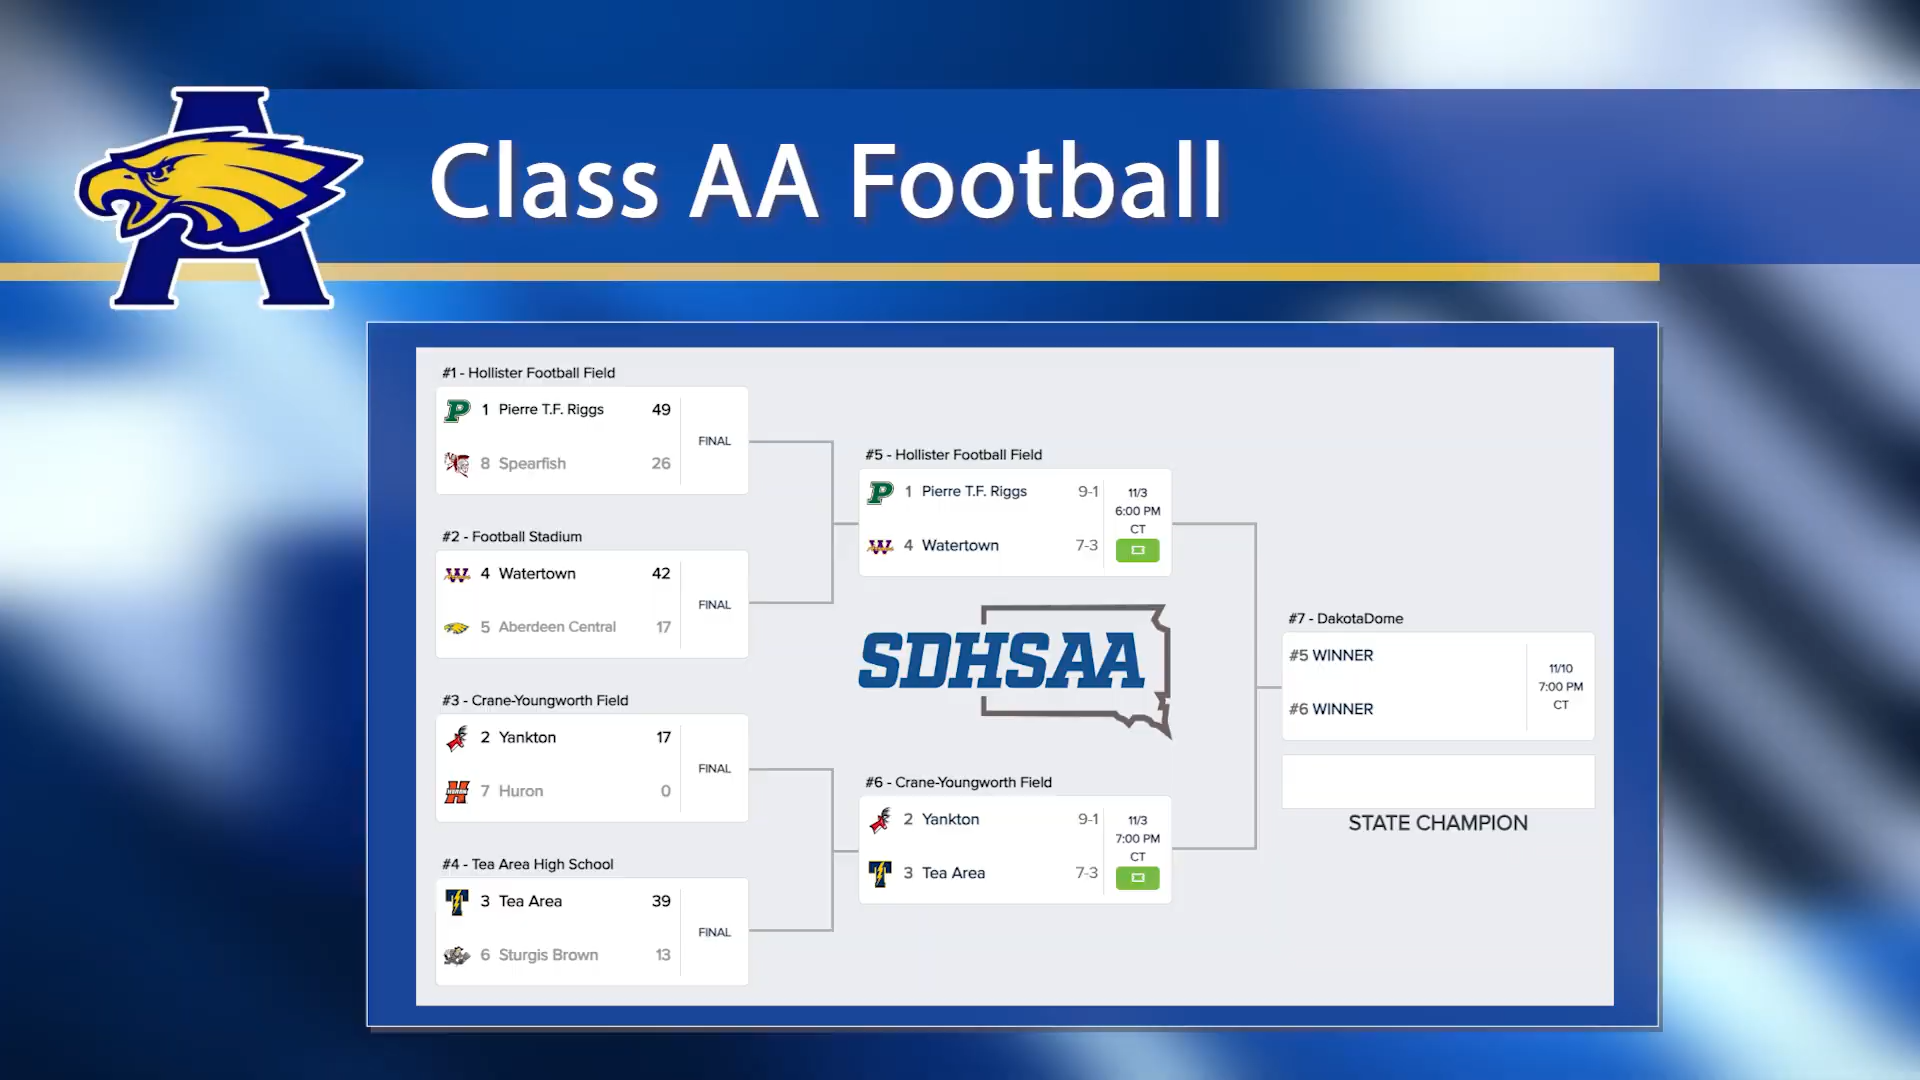 Class AA Football
#1 - Hollister Football Field
1 Pierre T.F. Riggs 49
FINAL
8 Spearfish 26
#2 - Football Stadium
4 Watertown 42
FINAL
5 Aberdeen Central 17
#3 - Crane-Youngworth Field
2 Yankton 17
FINAL
7 Huron 0
#4 - Tea Area High School
3 Tea Area 39
FINAL
6 Sturgis Brown 13
#5 - Hollister Football Field
1 Pierre T.F. Riggs 9-1
4 Watertown 7-3
11/3
6:00 PM
CT
SDHSAA
#6 - Crane-Youngworth Field
2 Yankton 9-1
3 Tea Area 7-3
11/3
7:00 PM
CT
#7 - DakotaDome
#5 WINNER
#6 WINNER
11/10
7:00 PM
CT
STATE CHAMPION